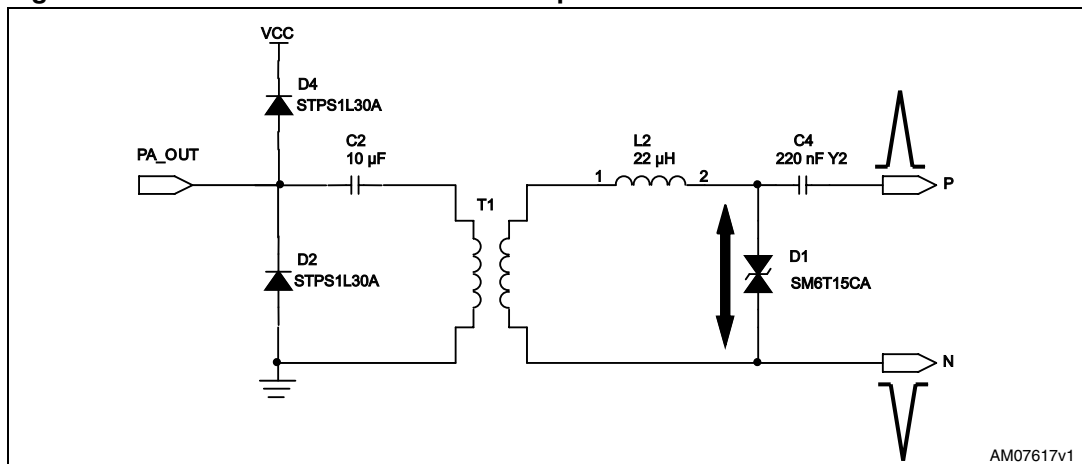 VCC
D4
STPS1L30A
PA_OUT
C2
10 µF
L2
22 µH
1
2
C4
220 nF Y2
P
T1
D2
STPS1L30A
D1
SM6T15CA
N
AM07617v1